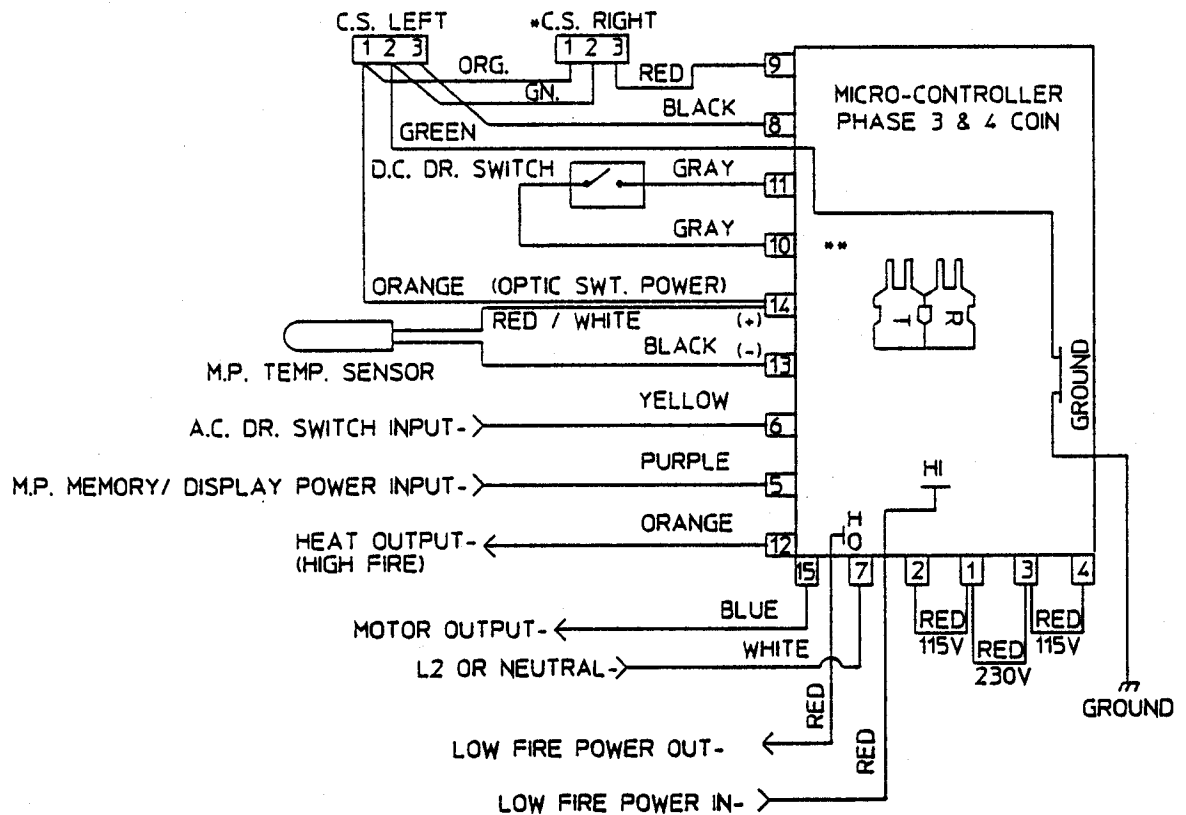 C.S. LEFT
*C.S. RIGHT
1 2 3
1 2 3
ORG.
RED
9
GN.
MICRO-CONTROLLER
PHASE 3 & 4 COIN
BLACK
8
GREEN
D.C. DR. SWITCH
GRAY
11
GRAY
10
**
ORANGE (OPTIC SWT. POWER)
14
RED / WHITE (+)
T
R
BLACK (-)
13
M.P. TEMP. SENSOR
GROUND
YELLOW
A.C. DR. SWITCH INPUT-
6
PURPLE
M.P. MEMORY/ DISPLAY POWER INPUT-
5
HI
ORANGE
HEAT OUTPUT-
(HIGH FIRE)
12
HO
15
7
2
1
3
4
BLUE
MOTOR OUTPUT-
RED
115V
RED
230V
RED
115V
WHITE
L2 OR NEUTRAL-
GROUND
RED
RED
LOW FIRE POWER OUT-
LOW FIRE POWER IN-